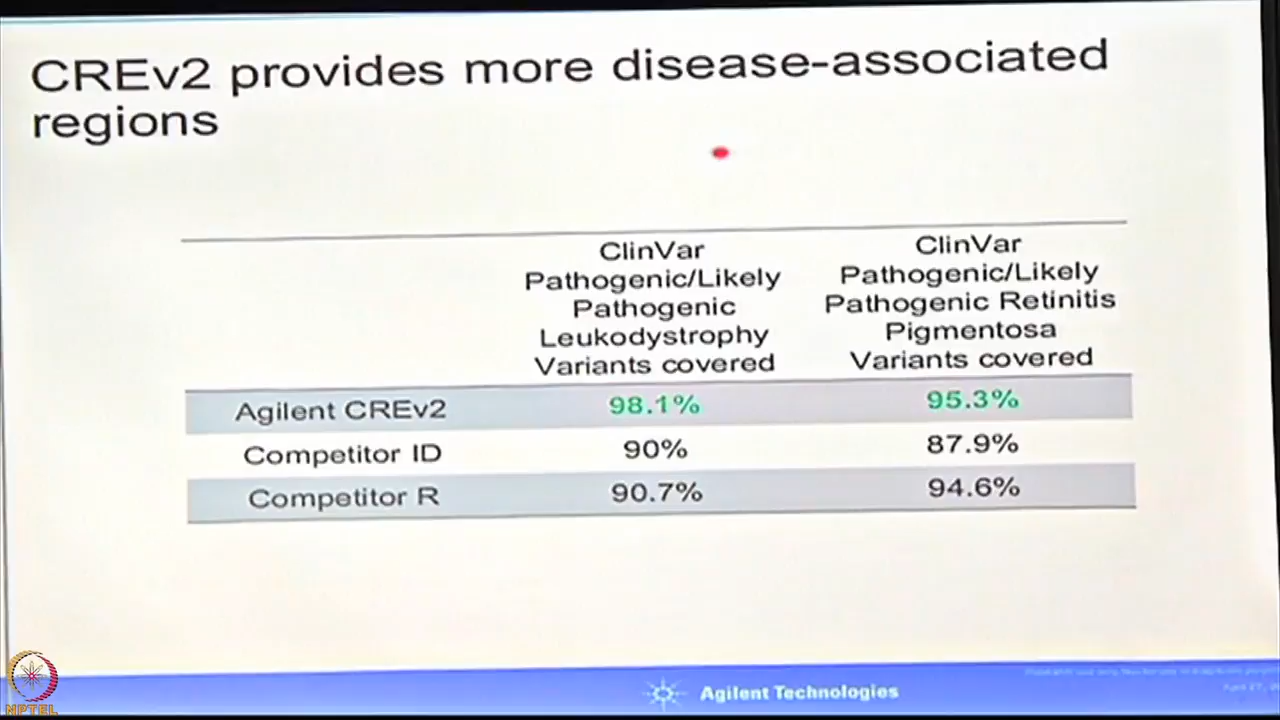 CREv2 provides more disease-associated
regions
ClinVar
Pathogenic/Likely
Pathogenic
Leukodystrophy
Variants covered
ClinVar
Pathogenic/Likely
Pathogenic Retinitis
Pigmentosa
Variants covered
Agilent CREv2 98.1% 95.3%
Competitor ID 90% 87.9%
Competitor R 90.7% 94.6%
Agilent Technologies
NPTEL